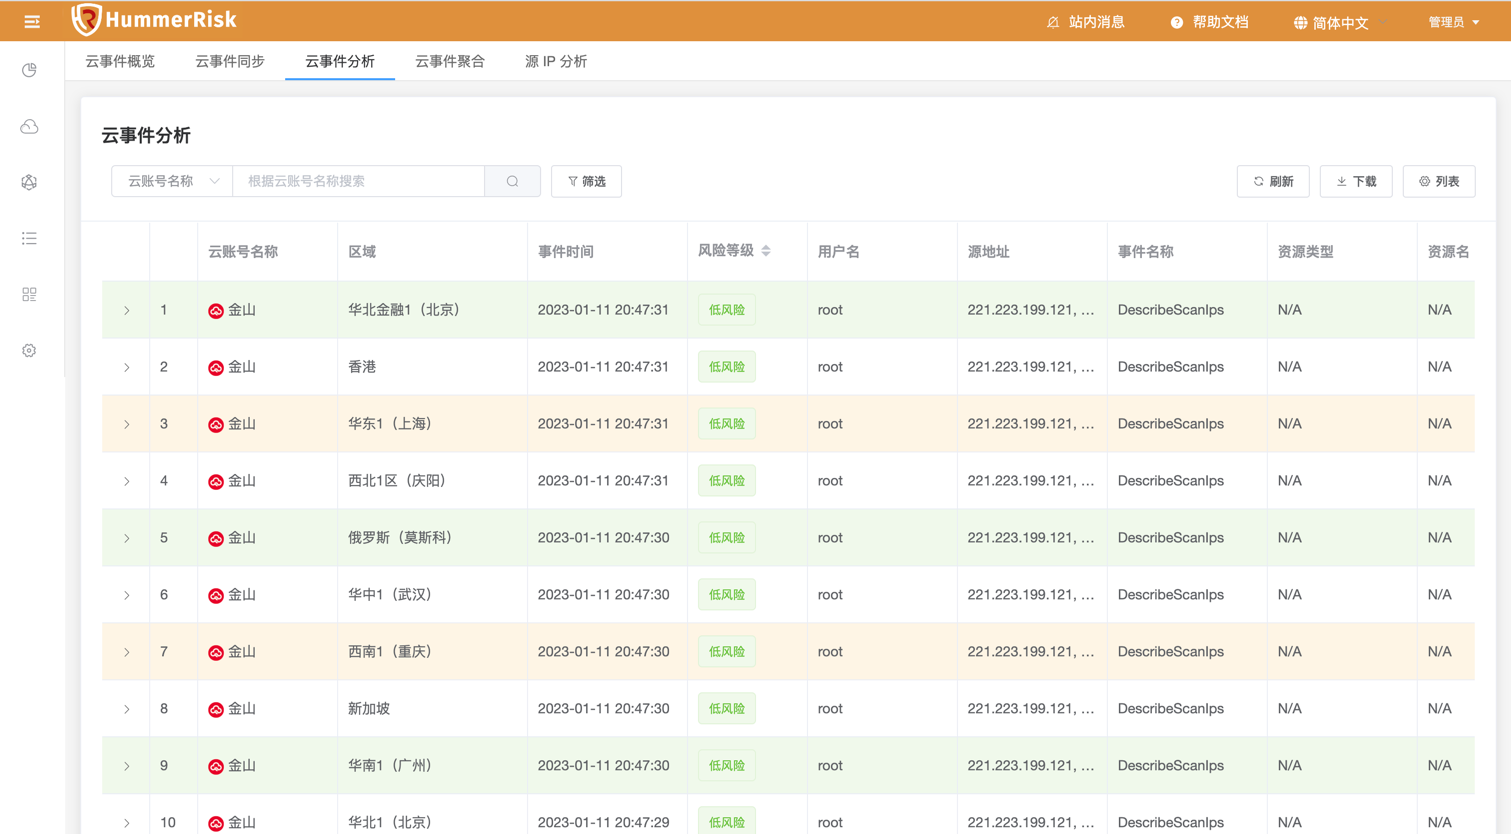 HummerRisk
站内消息
帮助文档
简体中文
管理员
云事件概览 云事件同步 云事件分析 云事件聚合 源 IP 分析
云事件分析
云账号名称 根据云账号名称搜索 筛选 刷新 下载 列表
云账号名称 区域 事件时间 风险等级 用户名 源地址 事件名称 资源类型 资源名
1 金山 华北金融1（北京） 2023-01-11 20:47:31 低风险 root 221.223.199.121, ... DescribeScanIps N/A N/A
2 金山 香港 2023-01-11 20:47:31 低风险 root 221.223.199.121, ... DescribeScanIps N/A N/A
3 金山 华东1（上海） 2023-01-11 20:47:31 低风险 root 221.223.199.121, ... DescribeScanIps N/A N/A
4 金山 西北1区（庆阳） 2023-01-11 20:47:31 低风险 root 221.223.199.121, ... DescribeScanIps N/A N/A
5 金山 俄罗斯（莫斯科） 2023-01-11 20:47:30 低风险 root 221.223.199.121, ... DescribeScanIps N/A N/A
6 金山 华中1（武汉） 2023-01-11 20:47:30 低风险 root 221.223.199.121, ... DescribeScanIps N/A N/A
7 金山 西南1（重庆） 2023-01-11 20:47:30 低风险 root 221.223.199.121, ... DescribeScanIps N/A N/A
8 金山 新加坡 2023-01-11 20:47:30 低风险 root 221.223.199.121, ... DescribeScanIps N/A N/A
9 金山 华南1（广州） 2023-01-11 20:47:30 低风险 root 221.223.199.121, ... DescribeScanIps N/A N/A
10 金山 华北1（北京） 2023-01-11 20:47:29 低风险 root 221.223.199.121, ... DescribeScanIps N/A N/A